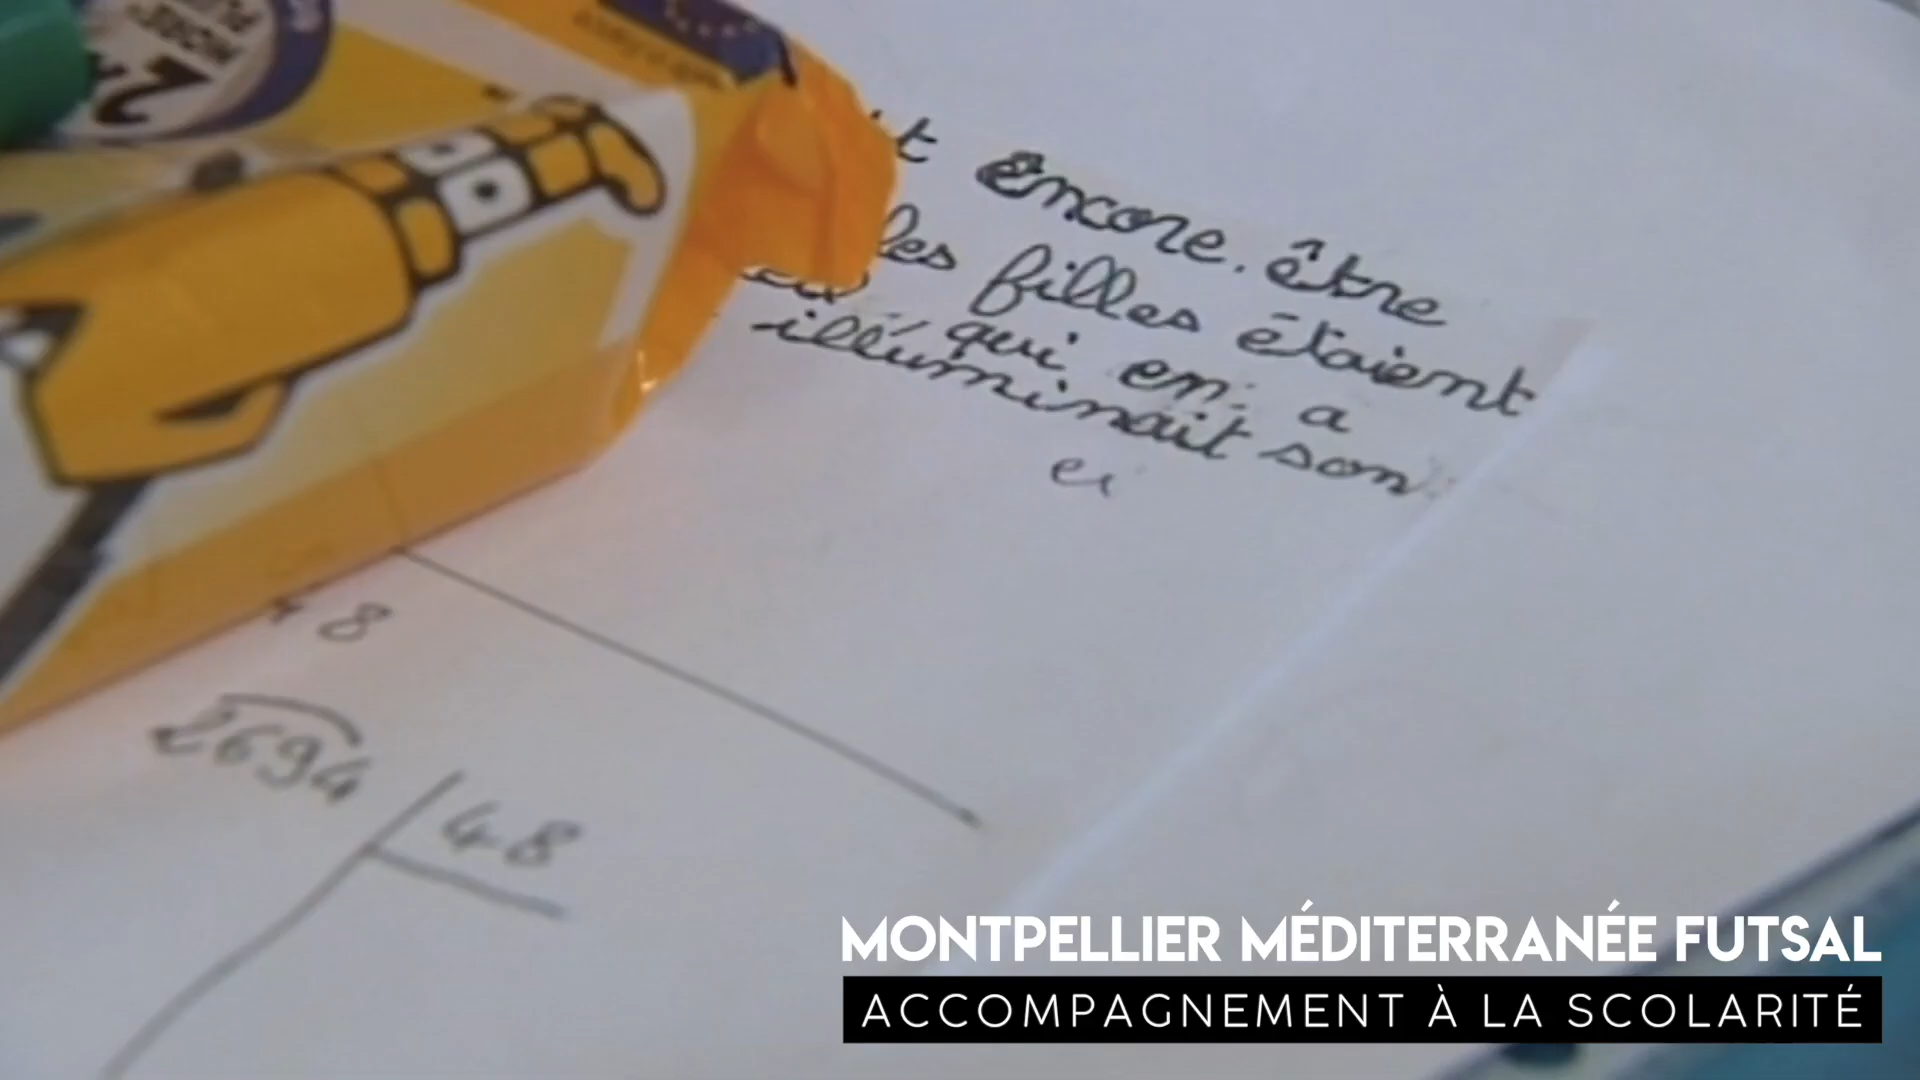 encore. être
les filles étaient
qui en a
illuminait son
48
2694
48
MONTPELLIER MÉDITERRANÉE FUTSAL
ACCOMPAGNEMENT À LA SCOLARITÉ